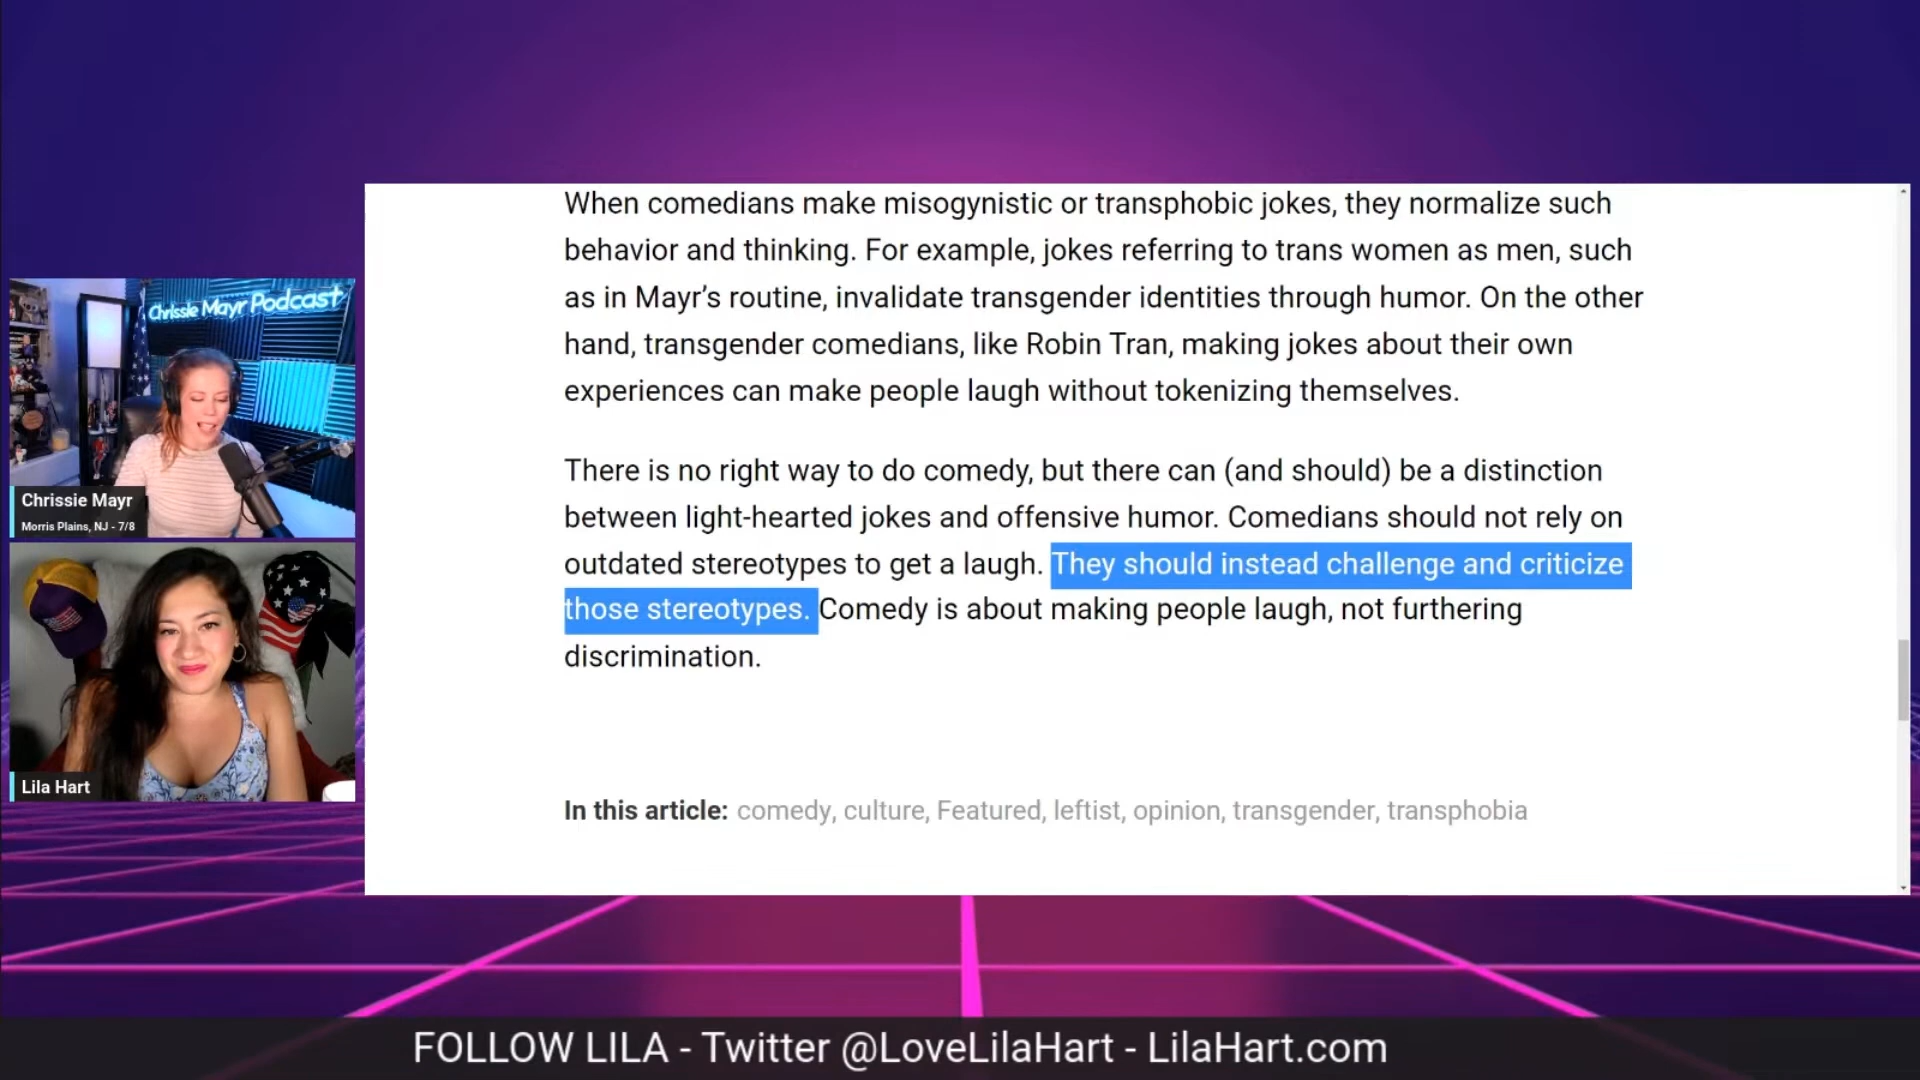 When comedians make misogynistic or transphobic jokes, they normalize such
behavior and thinking. For example, jokes referring to trans women as men, such
as in Mayr’s routine, invalidate transgender identities through humor. On the other
hand, transgender comedians, like Robin Tran, making jokes about their own
experiences can make people laugh without tokenizing themselves.
There is no right way to do comedy, but there can (and should) be a distinction
between light-hearted jokes and offensive humor. Comedians should not rely on
outdated stereotypes to get a laugh. They should instead challenge and criticize
those stereotypes. Comedy is about making people laugh, not furthering
discrimination.
In this article: comedy, culture, Featured, leftist, opinion, transgender, transphobia
Chrissie Mayr Podcast
Chrissie Mayr
Morris Plains, NJ - 7/8
Lila Hart
FOLLOW LILA - Twitter @LoveLilaHart - LilaHart.com